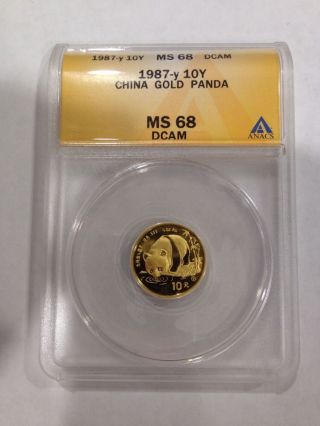 1987-y 10Y MS 68 DCAM
1987-y 10Y
CHINA GOLD PANDA
MS 68
DCAM
ANACS
10元